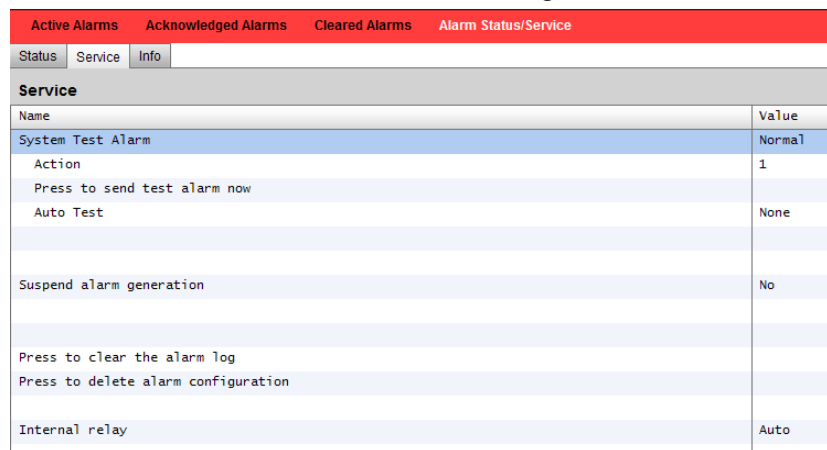 Active Alarms Acknowledged Alarms Cleared Alarms Alarm Status/Service
Status Service Info
Service
Name Value
System Test Alarm Normal
Action 1
Press to send test alarm now
Auto Test None
Suspend alarm generation No
Press to clear the alarm log
Press to delete alarm configuration
Internal relay Auto